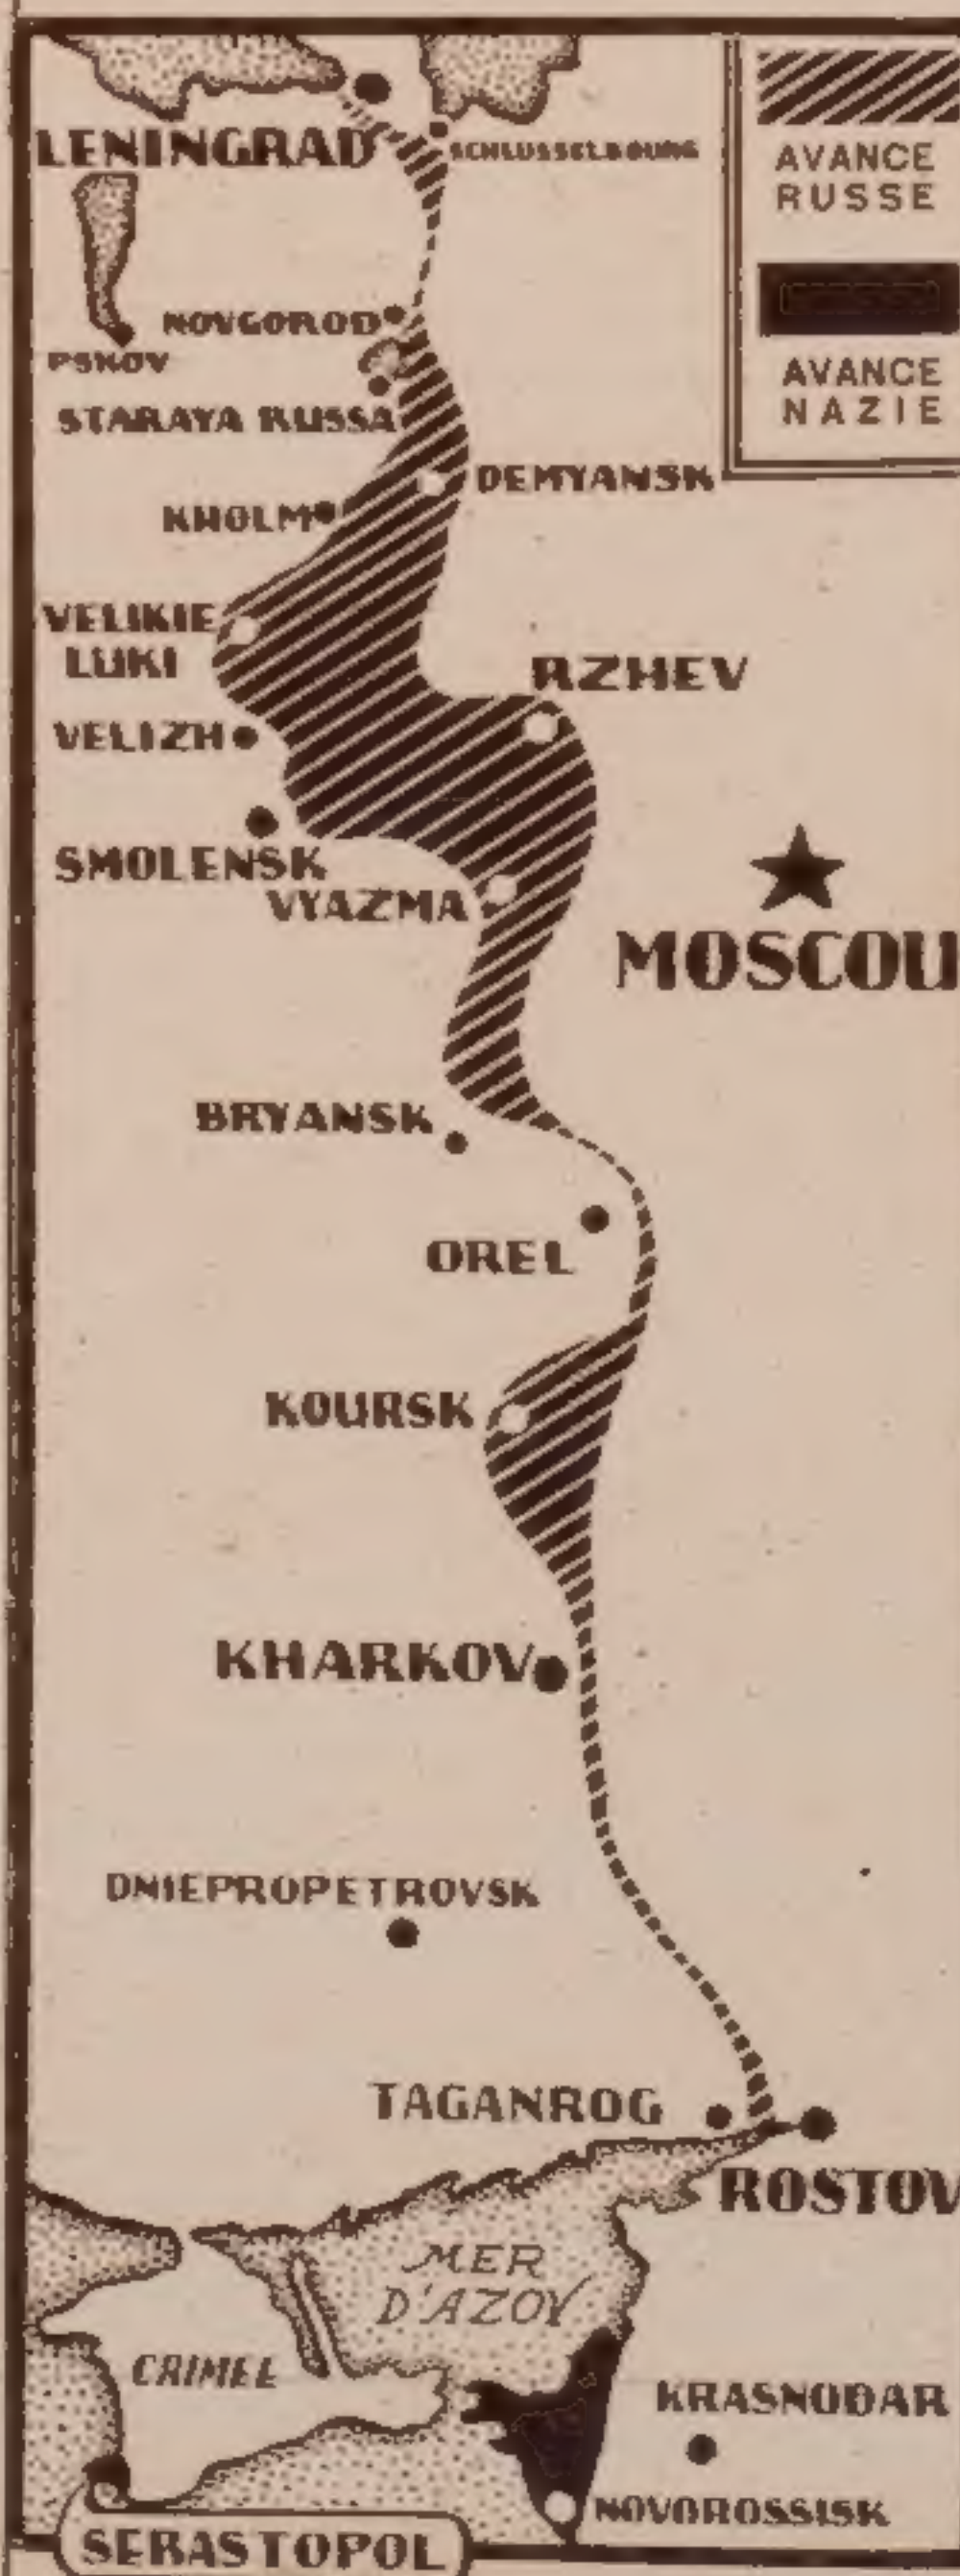 LENINGRAD
SCHLUSSELBOURG
AVANCE
RUSSE
NOVGOROD
PSKOV
AVANCE
NAZIE
STARAYA RUSSA
DEMYANSK
KHOLM
VELIKIE
LUKI
RZHEV
VELIZH
SMOLENSK
VYAZMA
MOSCOU
BRYANSK
OREL
KOURSK
KHARKOV
DNIEPROPETROVSK
TAGANROG
ROSTOV
MER
D'AZOV
CRIMEE
KRASNODAR
NOVOROSSISK
SEBASTOPOL